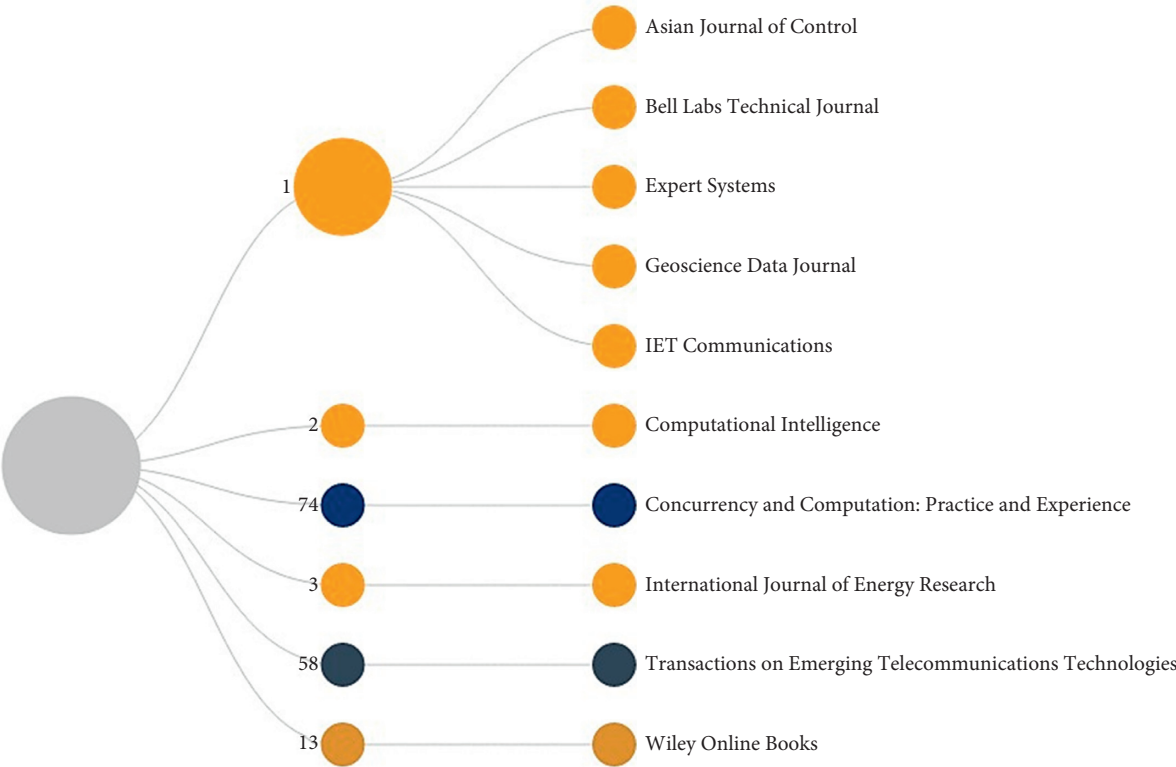 Asian Journal of Control
Bell Labs Technical Journal
1 Expert Systems
Geoscience Data Journal
IET Communications
2 Computational Intelligence
74 Concurrency and Computation: Practice and Experience
3 International Journal of Energy Research
58 Transactions on Emerging Telecommunications Technologies
13 Wiley Online Books